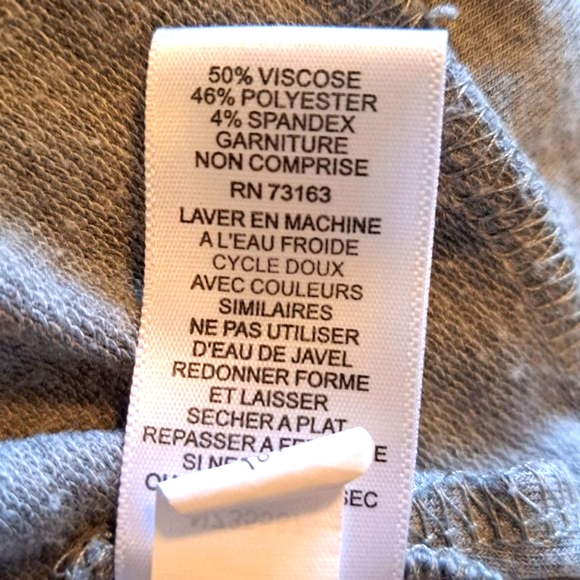 50% VISCOSE
46% POLYESTER
4% SPANDEX
GARNITURE
NON COMPRISE
RN 73163
LAVER EN MACHINE
A L'EAU FROIDE
CYCLE DOUX
AVEC COULEURS
SIMILAIRES
NE PAS UTILISER
D'EAU DE JAVEL
REDONNER FORME
ET LAISSER
SECHER A PLAT
REPASSER A
SI
SEC